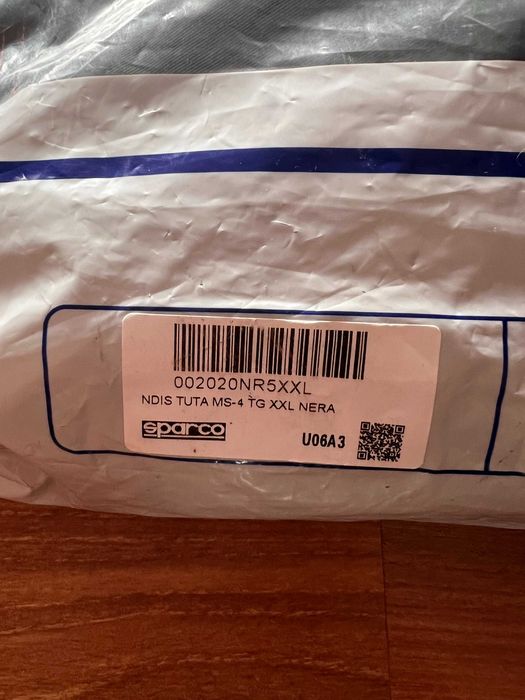 002020NR5XXL
NDIS TUTA MS-4 TG XXL NERA
sparco
U06A3